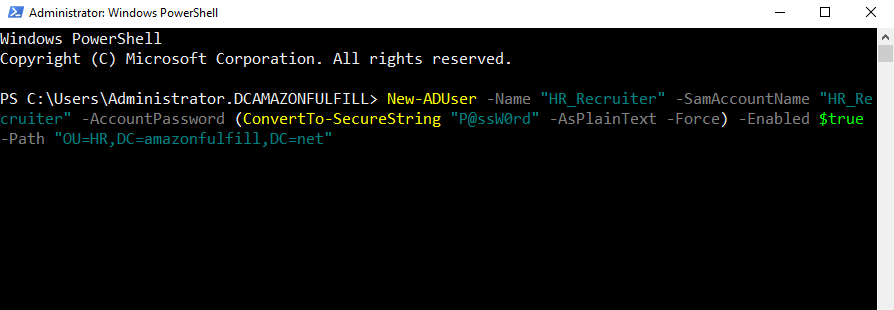 Administrator: Windows PowerShell
Windows PowerShell
Copyright (C) Microsoft Corporation. All rights reserved.
PS C:\Users\Administrator.DCAMAZONFULFILL> New-ADUser -Name "HR_Recruiter" -SamAccountName "HR_Re
cruiter" -AccountPassword (ConvertTo-SecureString "P@ssW0rd" -AsPlainText -Force) -Enabled $true
-Path "OU=HR,DC=amazonfulfill,DC=net"